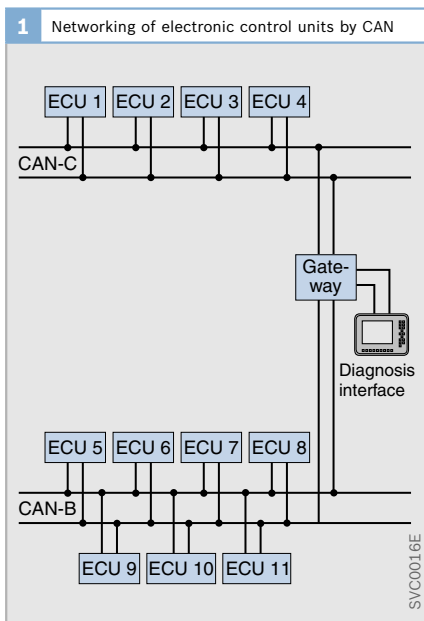 1 Networking of electronic control units by CAN
ECU 1 ECU 2 ECU 3 ECU 4
CAN-C
Gate-
way
Diagnosis
interface
ECU 5 ECU 6 ECU 7 ECU 8
CAN-B
ECU 9 ECU 10 ECU 11
SVC0016E